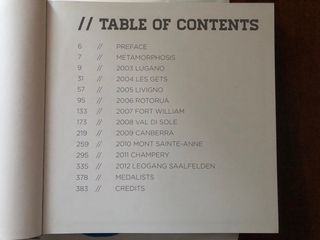 // TABLE OF CONTENTS
6 // PREFACE
7 // METAMORPHOSIS
9 // 2003 LUGANO
31 // 2004 LES GETS
57 // 2005 LIVIGNO
95 // 2006 ROTORUA
133 // 2007 FORT WILLIAM
173 // 2008 VAL DI SOLE
219 // 2009 CANBERRA
259 // 2010 MONT SAINTE-ANNE
295 // 2011 CHAMPERY
335 // 2012 LEOGANG SAALFELDEN
378 // MEDALISTS
383 // CREDITS